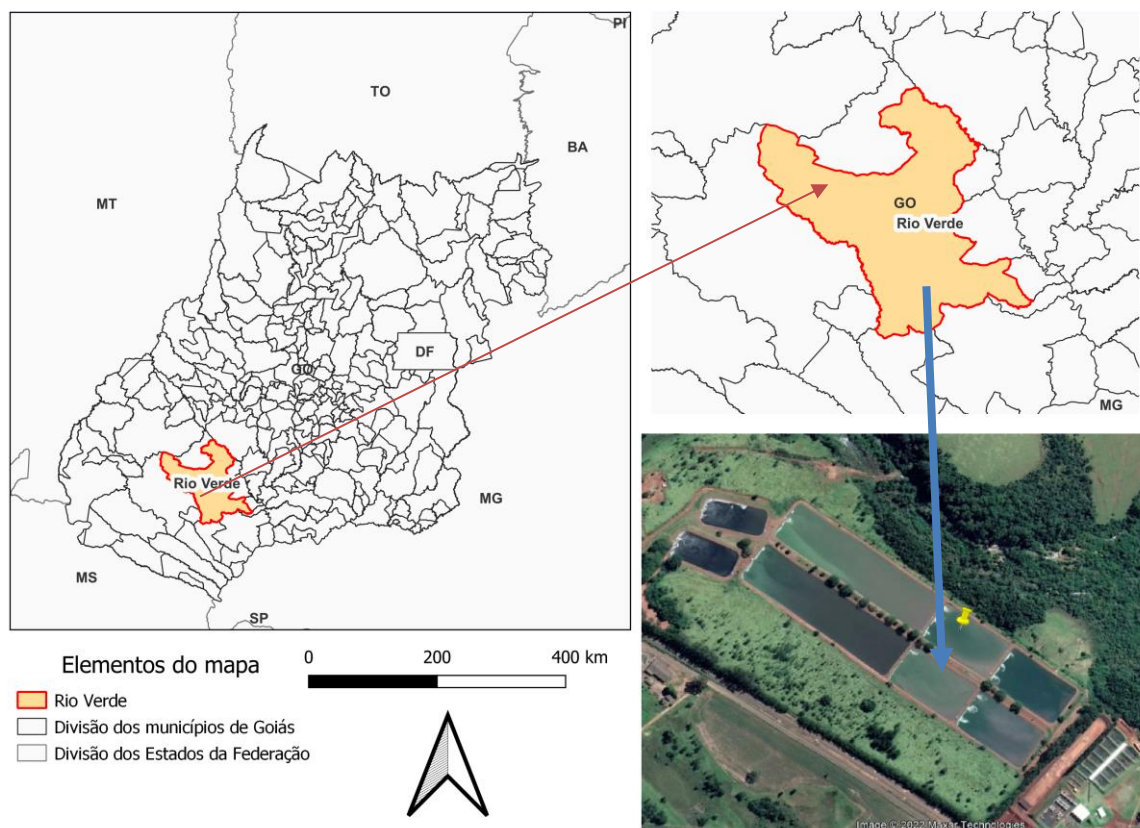 PI
TO
BA
MT
GO
DF
Rio Verde
MG
MS
SP
GO
Rio Verde
MG
Elementos do mapa
Rio Verde
Divisão dos municípios de Goiás
Divisão dos Estados da Federação
0 200 400 km
Image © 2022 Maxar Technologies